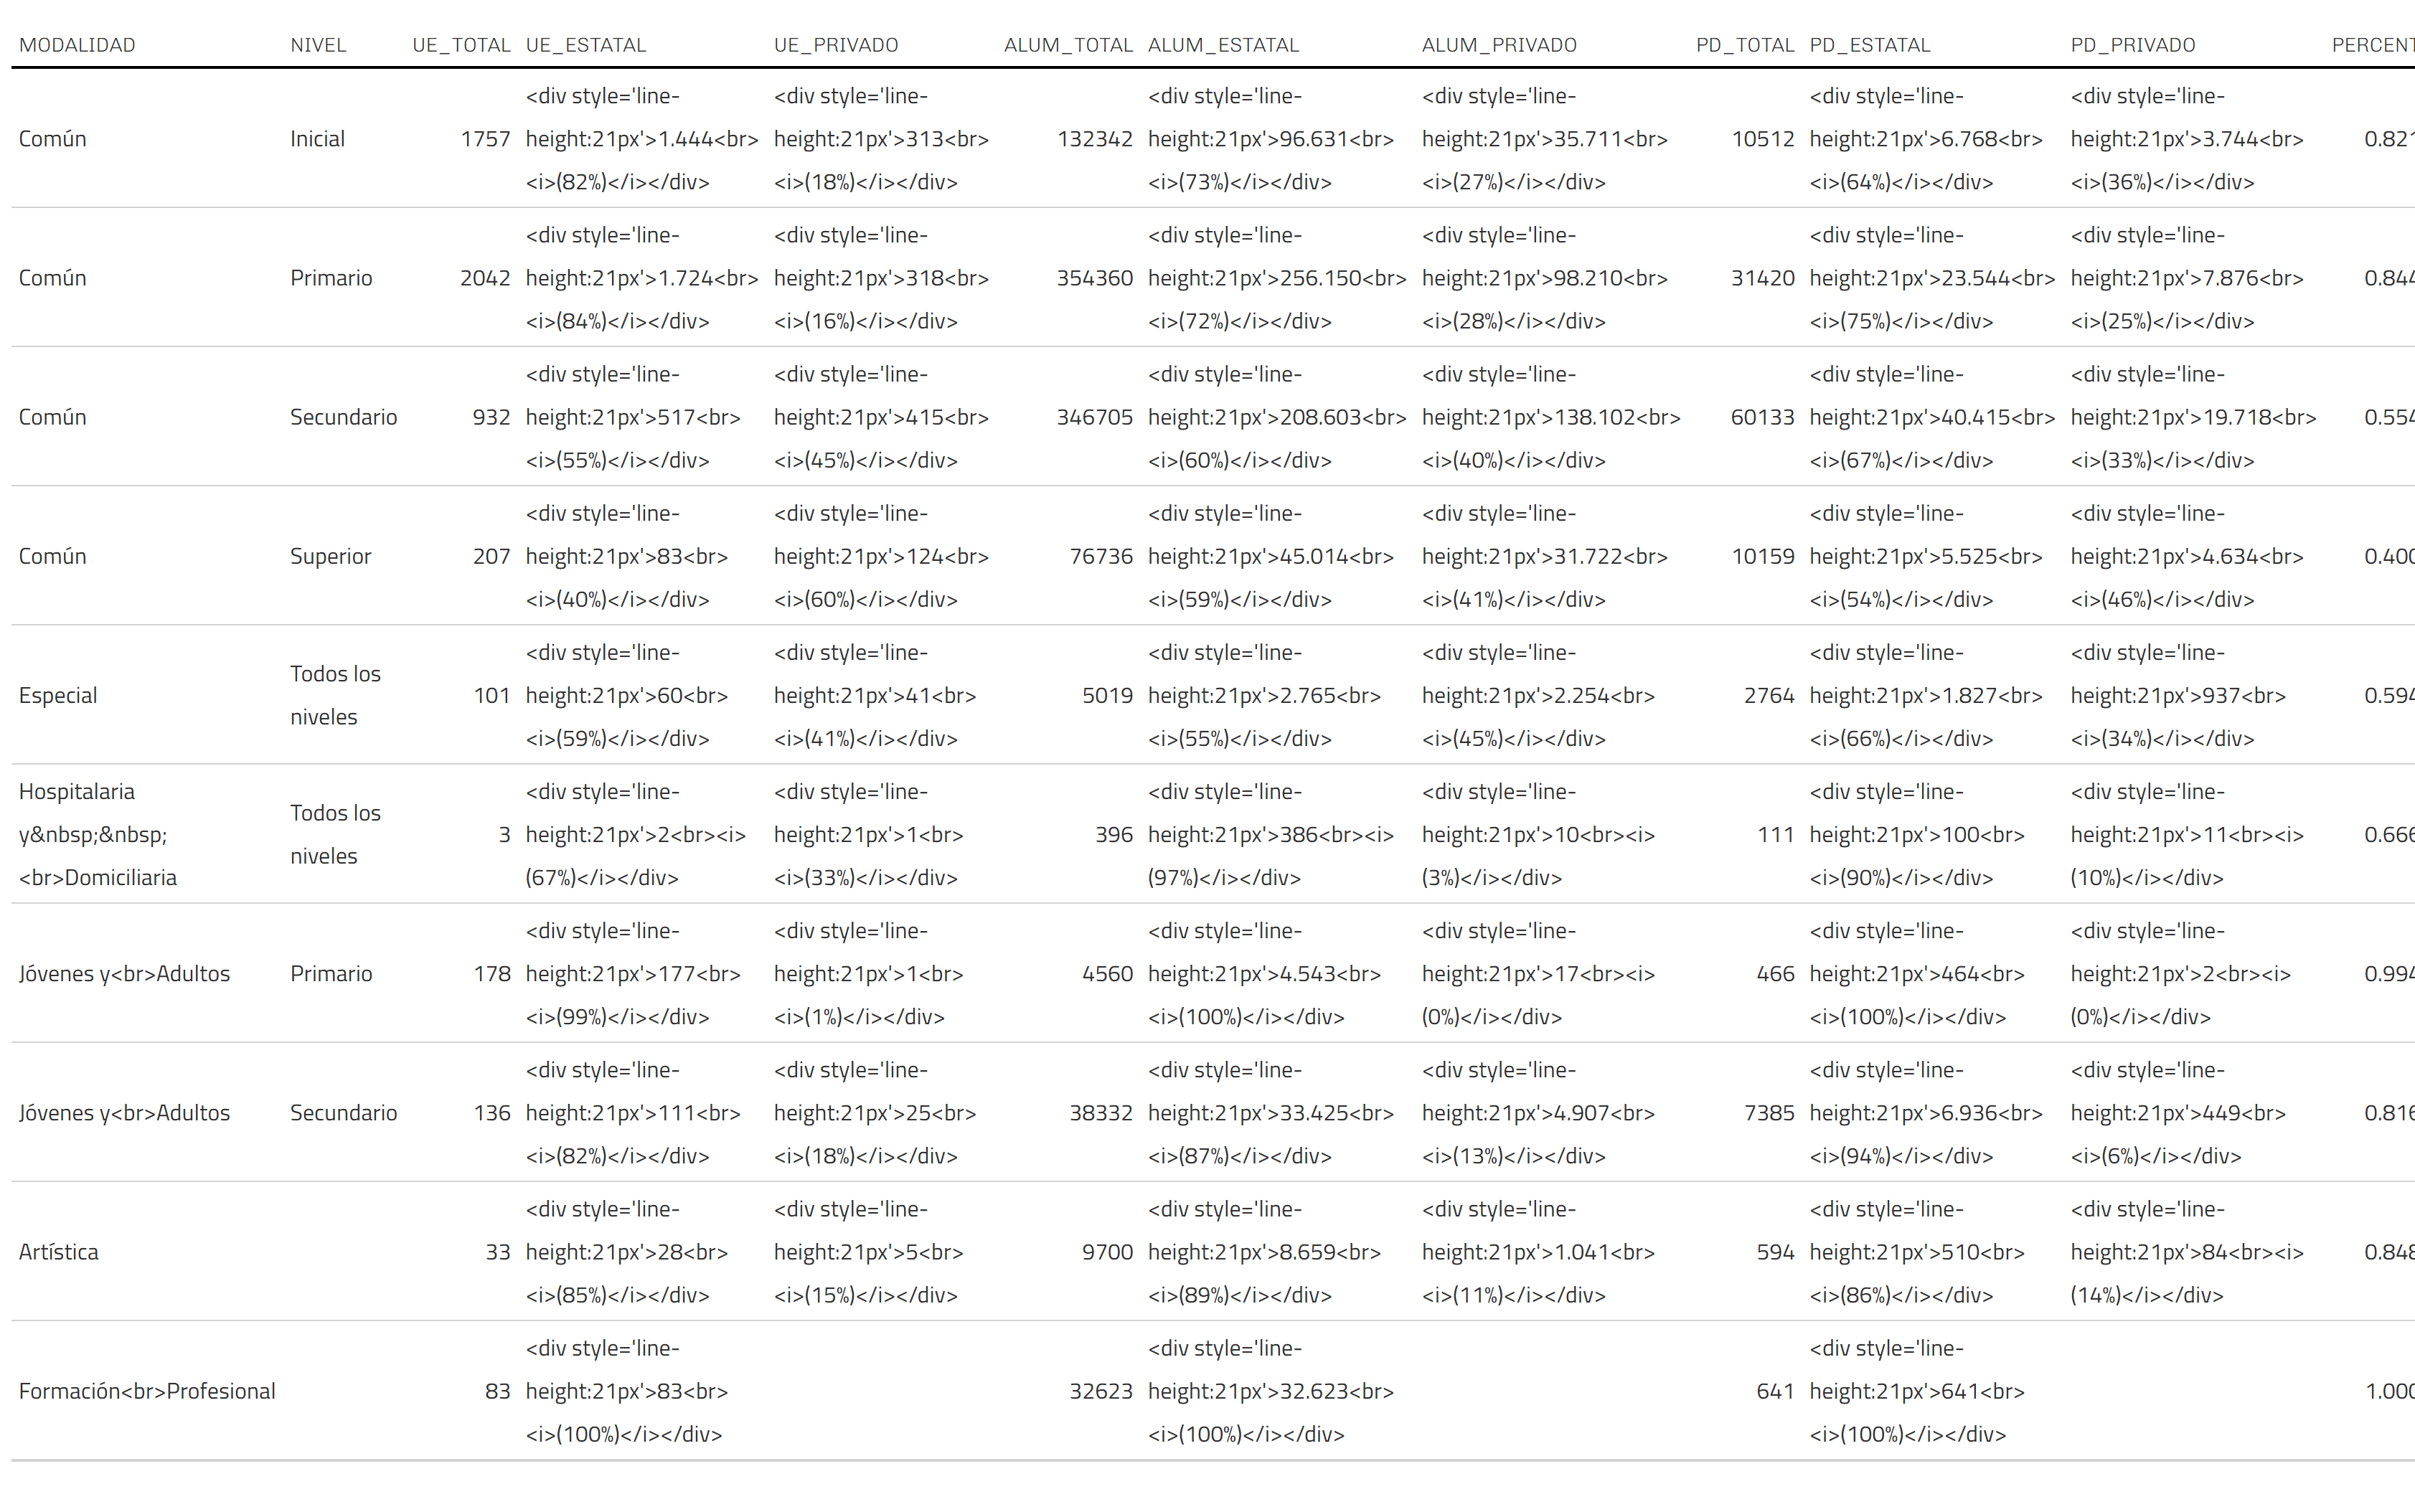 MODALIDAD NIVEL UE_TOTAL UE_ESTATAL UE_PRIVADO ALUM_TOTAL ALUM_ESTATAL ALUM_PRIVADO PD_TOTAL PD_ESTATAL PD_PRIVADO PERCENT
<div style='line- <div style='line- <div style='line- <div style='line- <div style='line- <div style='line-
Común Inicial 1757 height:21px'>1.444<br> height:21px'>313<br> 132342 height:21px'>96.631<br> height:21px'>35.711<br> 10512 height:21px'>6.768<br> height:21px'>3.744<br> 0.821
<i>(82%)</i></div> <i>(18%)</i></div> <i>(73%)</i></div> <i>(27%)</i></div> <i>(64%)</i></div> <i>(36%)</i></div>
<div style='line- <div style='line- <div style='line- <div style='line- <div style='line- <div style='line-
Común Primario 2042 height:21px'>1.724<br> height:21px'>318<br> 354360 height:21px'>256.150<br> height:21px'>98.210<br> 31420 height:21px'>23.544<br> height:21px'>7.876<br> 0.844
<i>(84%)</i></div> <i>(16%)</i></div> <i>(72%)</i></div> <i>(28%)</i></div> <i>(75%)</i></div> <i>(25%)</i></div>
<div style='line- <div style='line- <div style='line- <div style='line- <div style='line- <div style='line-
Común Secundario 932 height:21px'>517<br> height:21px'>415<br> 346705 height:21px'>208.603<br> height:21px'>138.102<br> 60133 height:21px'>40.415<br> height:21px'>19.718<br> 0.554
<i>(55%)</i></div> <i>(45%)</i></div> <i>(60%)</i></div> <i>(40%)</i></div> <i>(67%)</i></div> <i>(33%)</i></div>
<div style='line- <div style='line- <div style='line- <div style='line- <div style='line- <div style='line-
Común Superior 207 height:21px'>83<br> height:21px'>124<br> 76736 height:21px'>45.014<br> height:21px'>31.722<br> 10159 height:21px'>5.525<br> height:21px'>4.634<br> 0.400
<i>(40%)</i></div> <i>(60%)</i></div> <i>(59%)</i></div> <i>(41%)</i></div> <i>(54%)</i></div> <i>(46%)</i></div>
<div style='line- <div style='line- <div style='line- <div style='line- <div style='line- <div style='line-
Especial Todos los niveles 101 height:21px'>60<br> height:21px'>41<br> 5019 height:21px'>2.765<br> height:21px'>2.254<br> 2764 height:21px'>1.827<br> height:21px'>937<br> 0.594
<i>(59%)</i></div> <i>(41%)</i></div> <i>(55%)</i></div> <i>(45%)</i></div> <i>(66%)</i></div> <i>(34%)</i></div>
Hospitalaria <div style='line- <div style='line- <div style='line- <div style='line- <div style='line- <div style='line-
y&nbsp;&nbsp; Todos los niveles 3 height:21px'>2<br><i> height:21px'>1<br> 396 height:21px'>386<br><i> height:21px'>10<br><i> 111 height:21px'>100<br> height:21px'>11<br><i> 0.666
<br>Domiciliaria (67%)</i></div> <i>(33%)</i></div> (97%)</i></div> (3%)</i></div> <i>(90%)</i></div> (10%)</i></div>
<div style='line- <div style='line- <div style='line- <div style='line- <div style='line- <div style='line-
Jóvenes y<br>Adultos Primario 178 height:21px'>177<br> height:21px'>1<br> 4560 height:21px'>4.543<br> height:21px'>17<br><i> 466 height:21px'>464<br> height:21px'>2<br><i> 0.994
<i>(99%)</i></div> <i>(1%)</i></div> <i>(100%)</i></div> (0%)</i></div> <i>(100%)</i></div> (0%)</i></div>
<div style='line- <div style='line- <div style='line- <div style='line- <div style='line- <div style='line-
Jóvenes y<br>Adultos Secundario 136 height:21px'>111<br> height:21px'>25<br> 38332 height:21px'>33.425<br> height:21px'>4.907<br> 7385 height:21px'>6.936<br> height:21px'>449<br> 0.816
<i>(82%)</i></div> <i>(18%)</i></div> <i>(87%)</i></div> <i>(13%)</i></div> <i>(94%)</i></div> <i>(6%)</i></div>
<div style='line- <div style='line- <div style='line- <div style='line- <div style='line- <div style='line-
Artística 33 height:21px'>28<br> height:21px'>5<br> 9700 height:21px'>8.659<br> height:21px'>1.041<br> 594 height:21px'>510<br> height:21px'>84<br><i> 0.848
<i>(85%)</i></div> <i>(15%)</i></div> <i>(89%)</i></div> <i>(11%)</i></div> <i>(86%)</i></div> (14%)</i></div>
<div style='line- <div style='line- <div style='line-
Formación<br>Profesional 83 height:21px'>83<br> 32623 height:21px'>32.623<br> 641 height:21px'>641<br> 1.000
<i>(100%)</i></div> <i>(100%)</i></div> <i>(100%)</i></div>